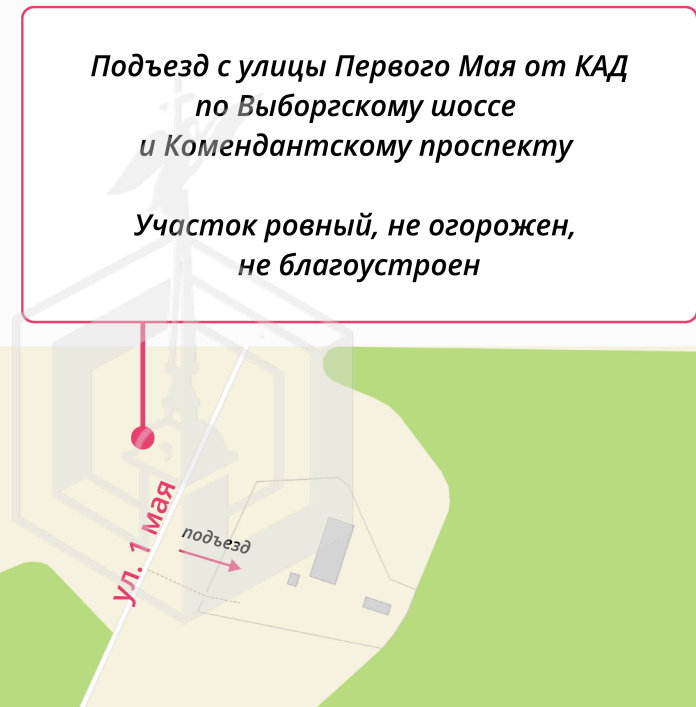 Подъезд с улицы Первого Мая от КАД
по Выборгскому шоссе
и Комендантскому проспекту
Участок ровный, не огорожен,
не благоустроен
ул. 1 мая
подъезд